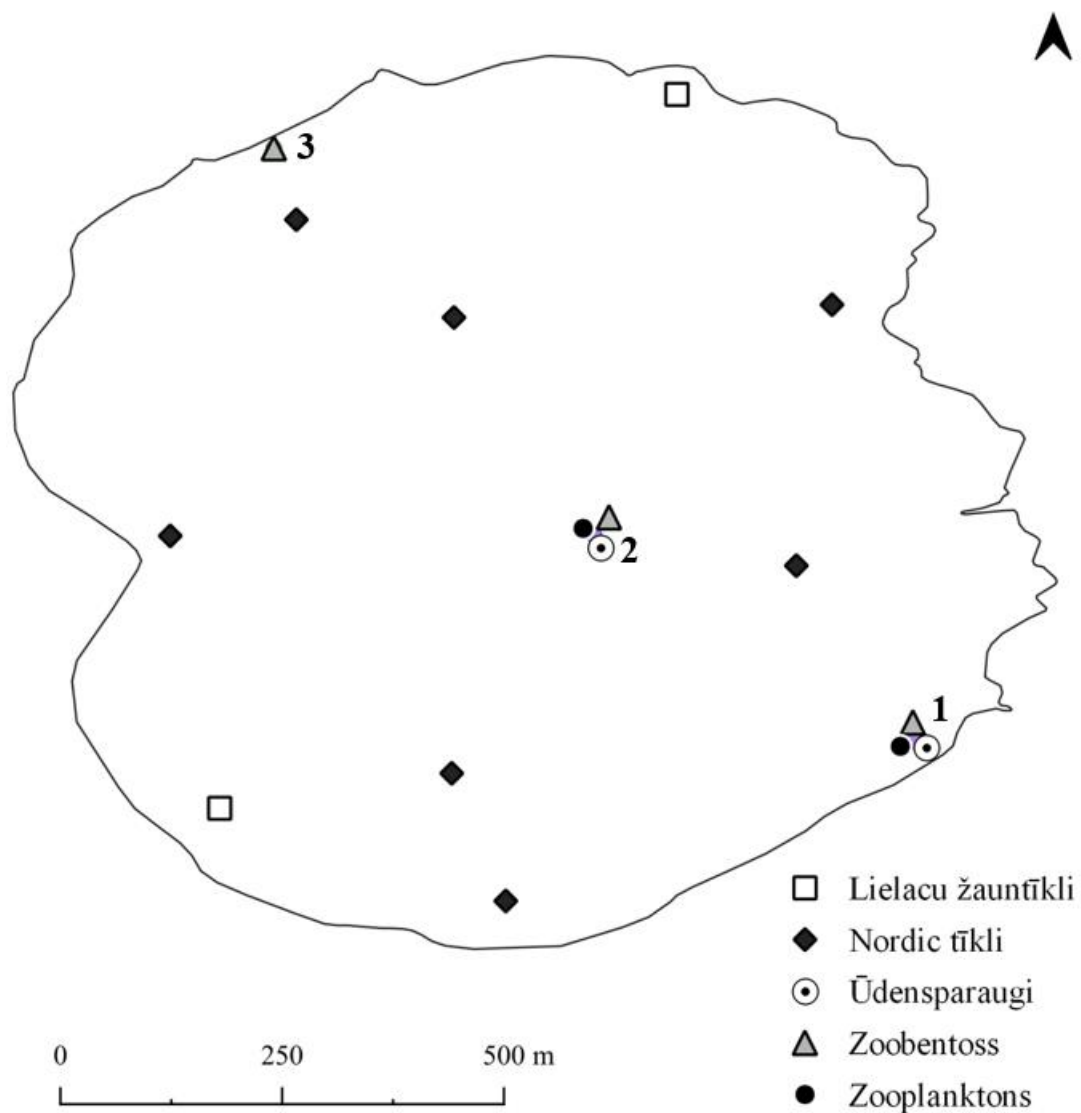 3
2
1
Lielacu žauntīkli
Nordic tīkli
Ūdensparaugi
Zoobentoss
Zooplanktons
0 250 500 m